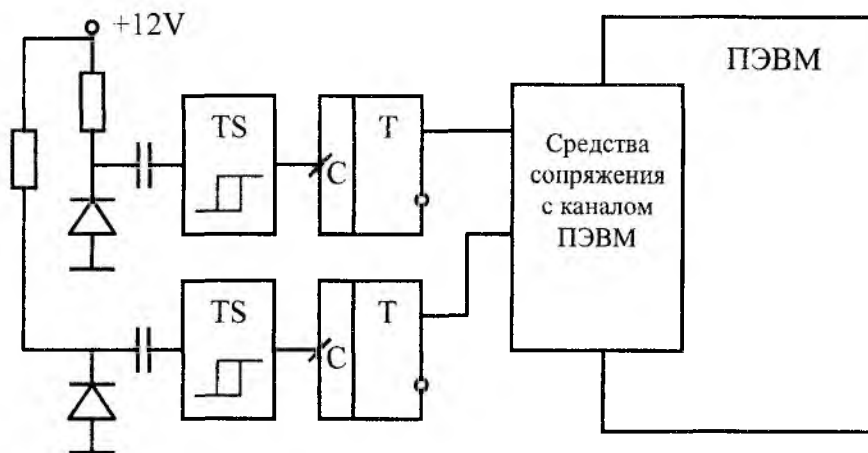 +12V
ПЭВМ
TS
T
C
Средства
сопряжения
с каналом
ПЭВМ
TS
T
C